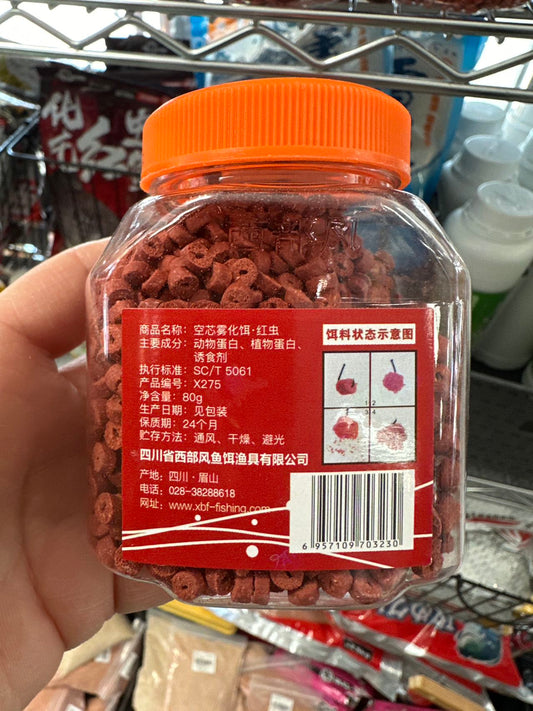 商品名称：空芯雾化饵·红虫
主要成分：动物蛋白、植物蛋白、
诱食剂
执行标准：SC/T 5061
产品编号：X275
净含量：80g
生产日期：见包装
保质期：24个月
贮存方法：通风、干燥、避光
四川省西部风鱼饵渔具有限公司
产地：四川·眉山
电话：028-38288618
网址：www.xbf-fishing.com
饵料状态示意图
1 2
3 4
6 957109 703230